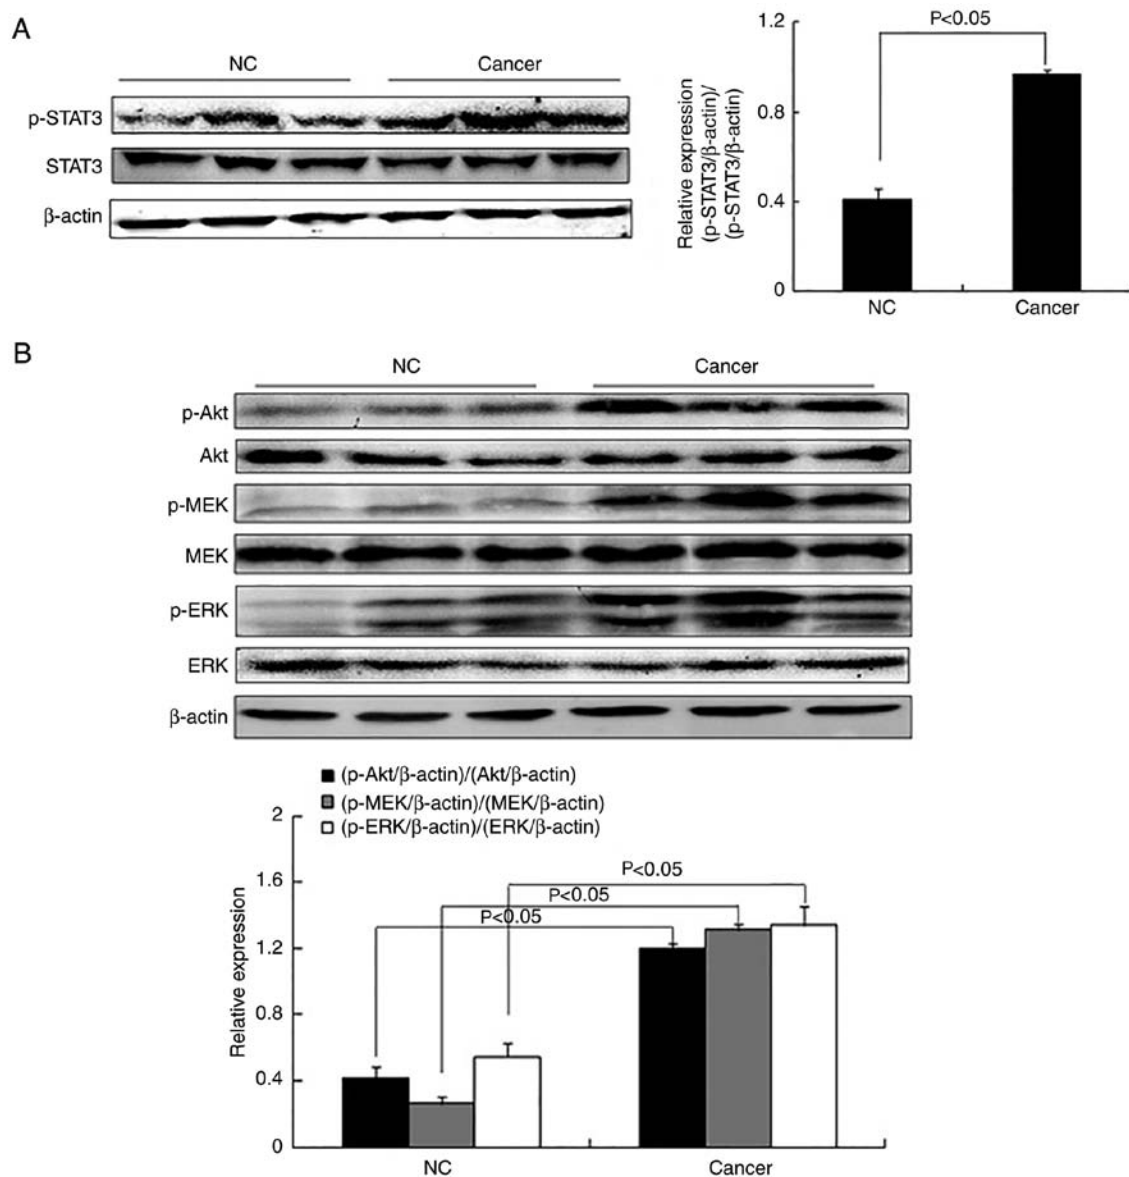 A
NC Cancer
p-STAT3
STAT3
β-actin
Relative expression
(p-STAT3/β-actin)/
(p-STAT3/β-actin)
1.2
0.8
0.4
0
P<0.05
NC Cancer
B
NC Cancer
p-Akt
Akt
p-MEK
MEK
p-ERK
ERK
β-actin
(p-Akt/β-actin)/(Akt/β-actin)
(p-MEK/β-actin)/(MEK/β-actin)
(p-ERK/β-actin)/(ERK/β-actin)
Relative expression
2
1.6
1.2
0.8
0.4
0
P<0.05
P<0.05
P<0.05
NC Cancer